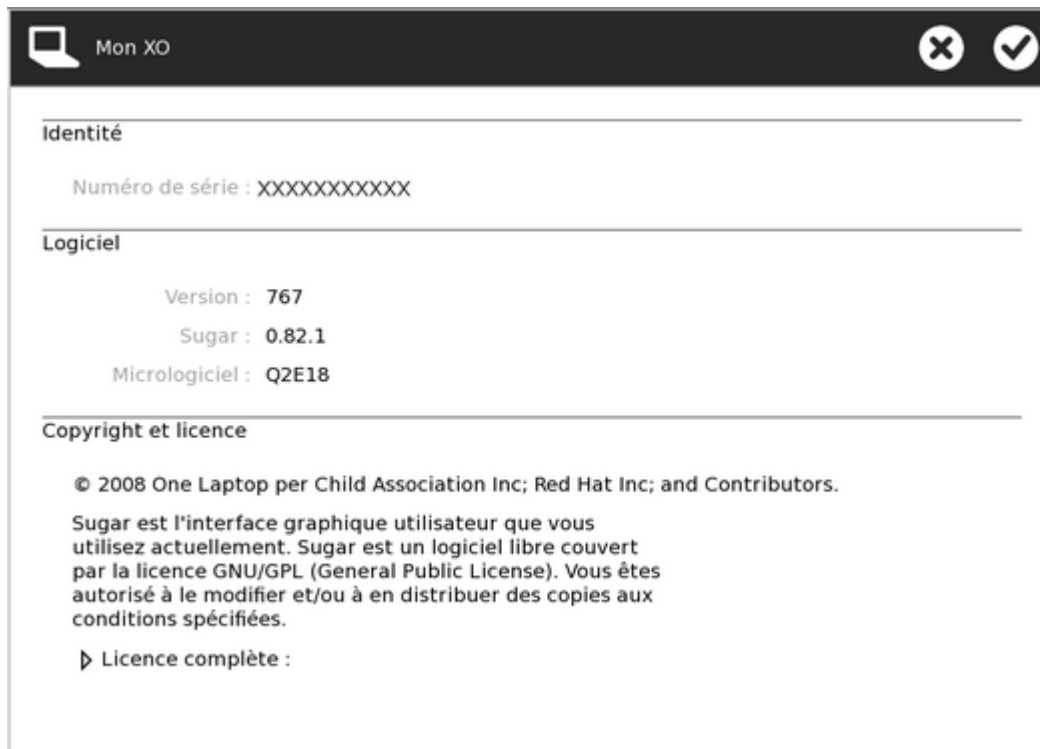 Mon XO
Identité
Numéro de série : XXXXXXXXXXX
Logiciel
Version : 767
Sugar : 0.82.1
Micrologiciel : Q2E18
Copyright et licence
© 2008 One Laptop per Child Association Inc; Red Hat Inc; and Contributors.
Sugar est l'interface graphique utilisateur que vous
utilisez actuellement. Sugar est un logiciel libre couvert
par la licence GNU/GPL (General Public License). Vous êtes
autorisé à le modifier et/ou à en distribuer des copies aux
conditions spécifiées.
Licence complète :